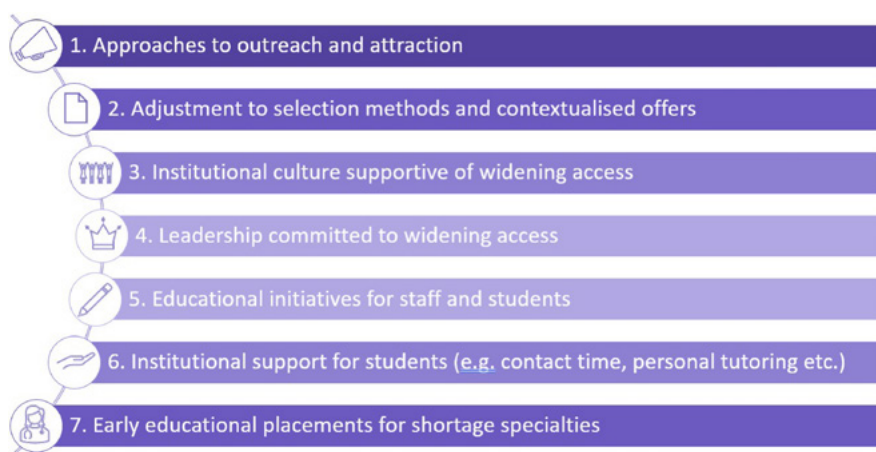 1. Approaches to outreach and attraction
2. Adjustment to selection methods and contextualised offers
3. Institutional culture supportive of widening access
4. Leadership committed to widening access
5. Educational initiatives for staff and students
6. Institutional support for students (e.g. contact time, personal tutoring etc.)
7. Early educational placements for shortage specialties